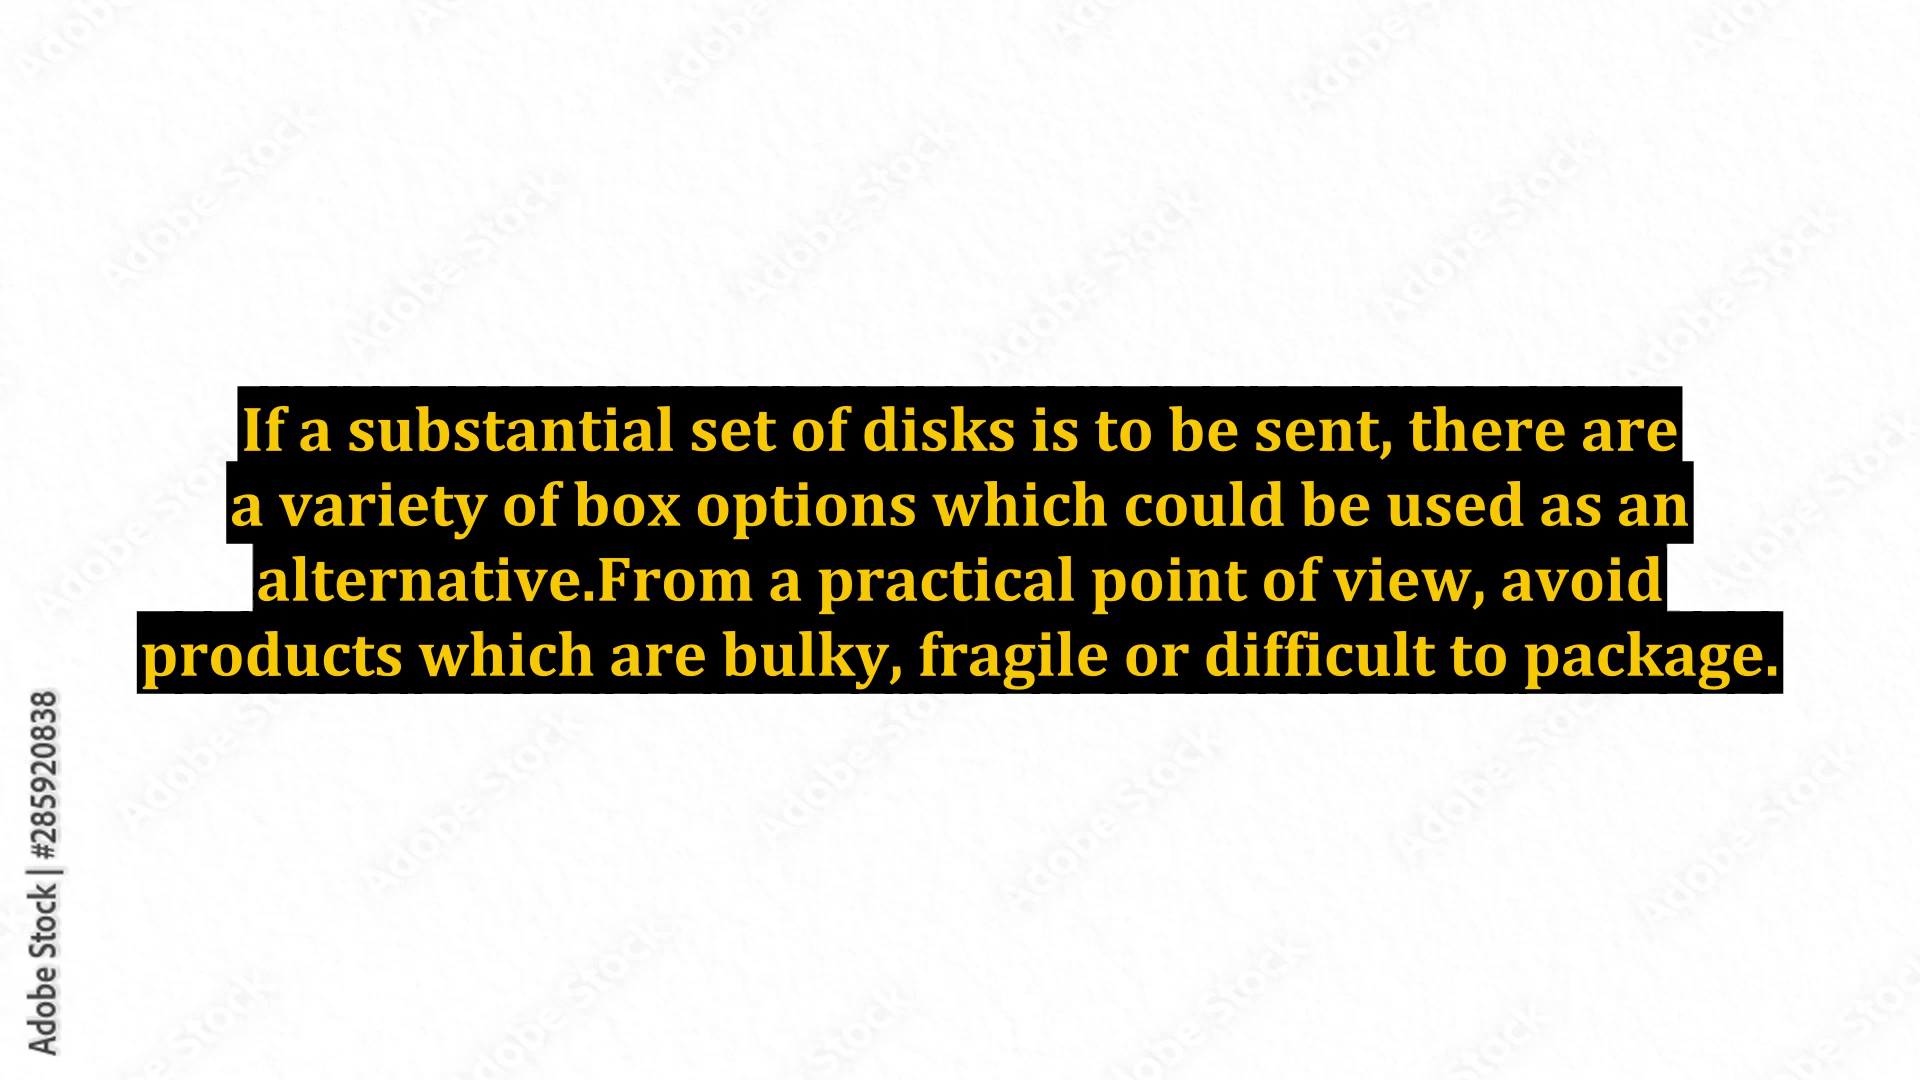 If a substantial set of disks is to be sent, there are
a variety of box options which could be used as an
alternative.From a practical point of view, avoid
products which are bulky, fragile or difficult to package.
Adobe Stock | #285920838